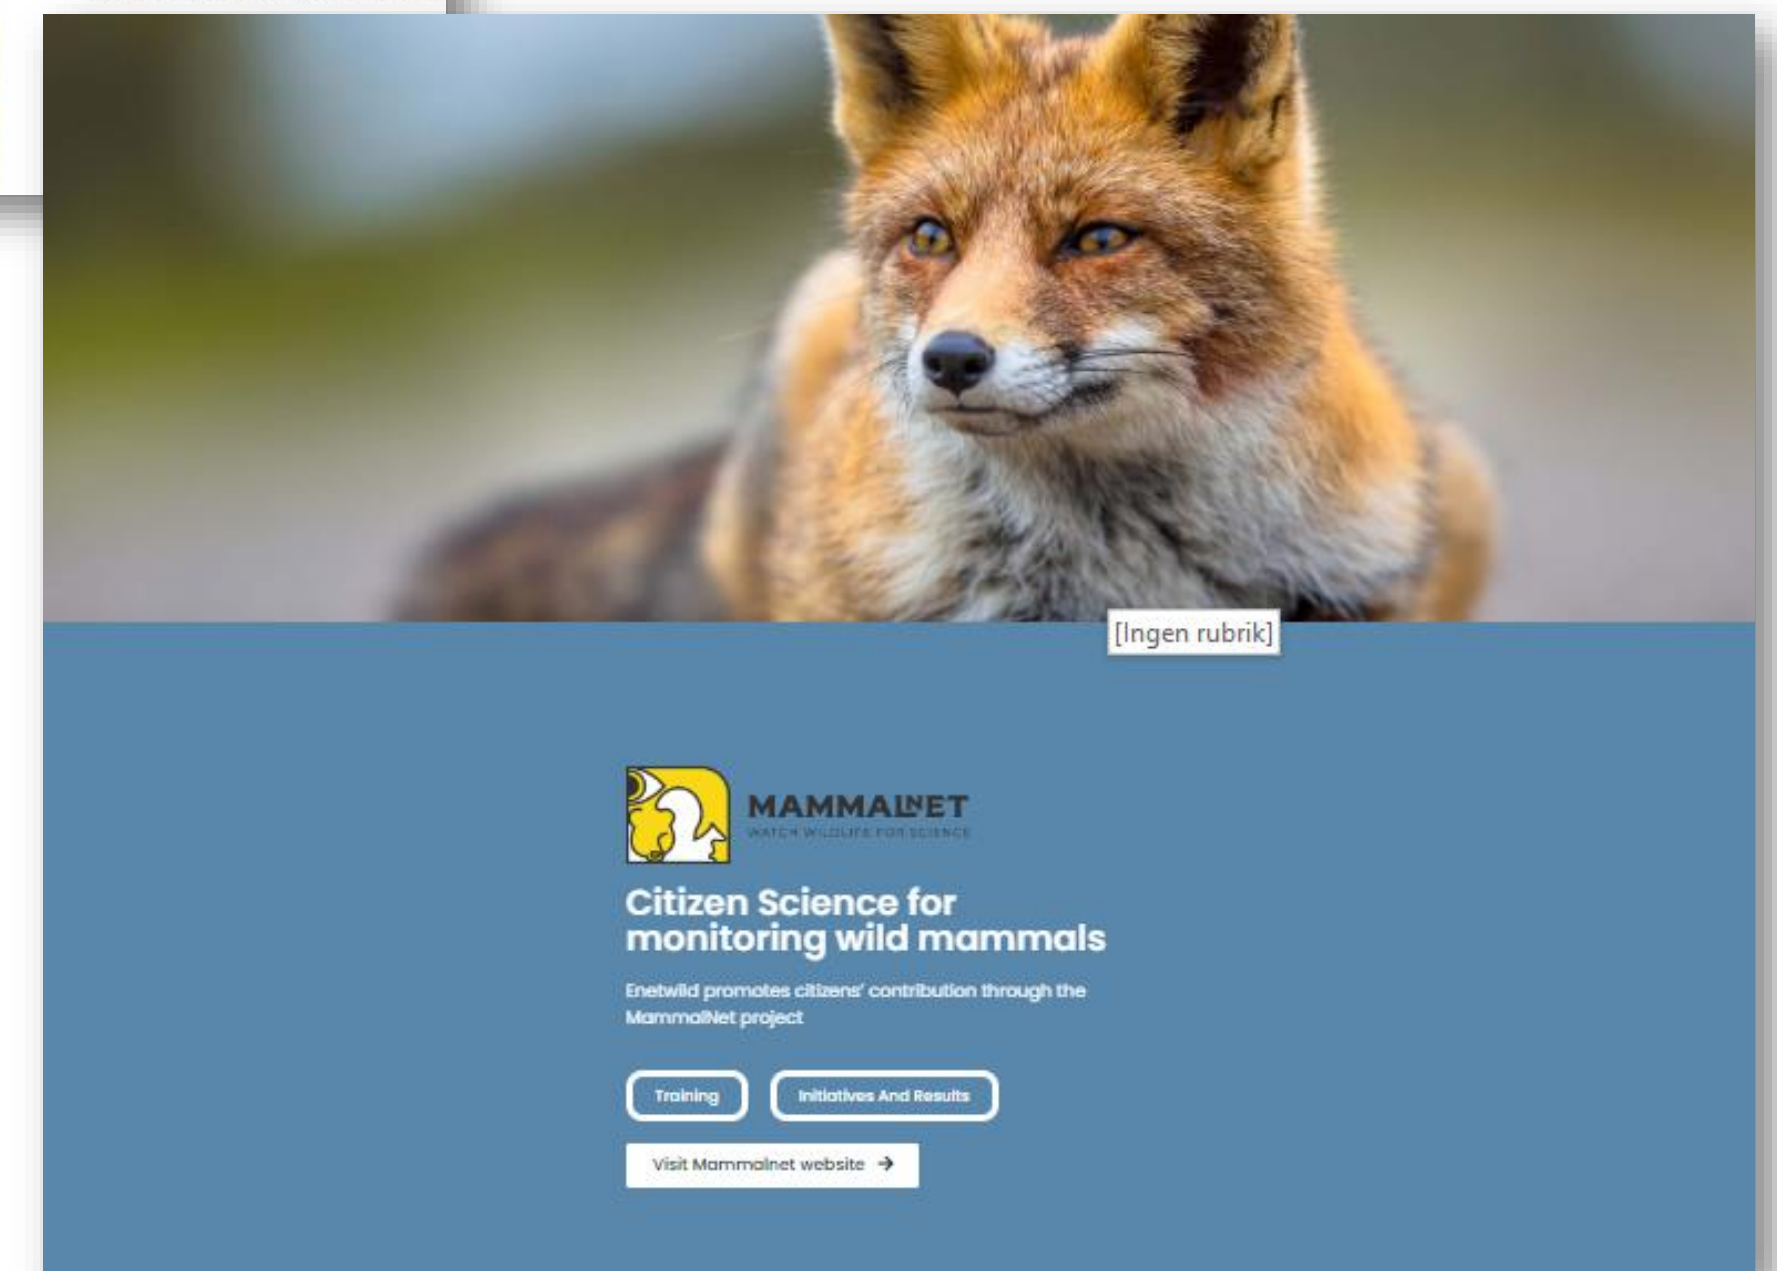 [Ingen rubrik]
MAMMALNET
WATCH WILDLIFE FOR SCIENCE
Citizen Science for
monitoring wild mammals
Enetwild promotes citizens' contribution through the
MammalNet project
Training
Initiatives And Results
Visit Mammalnet website →